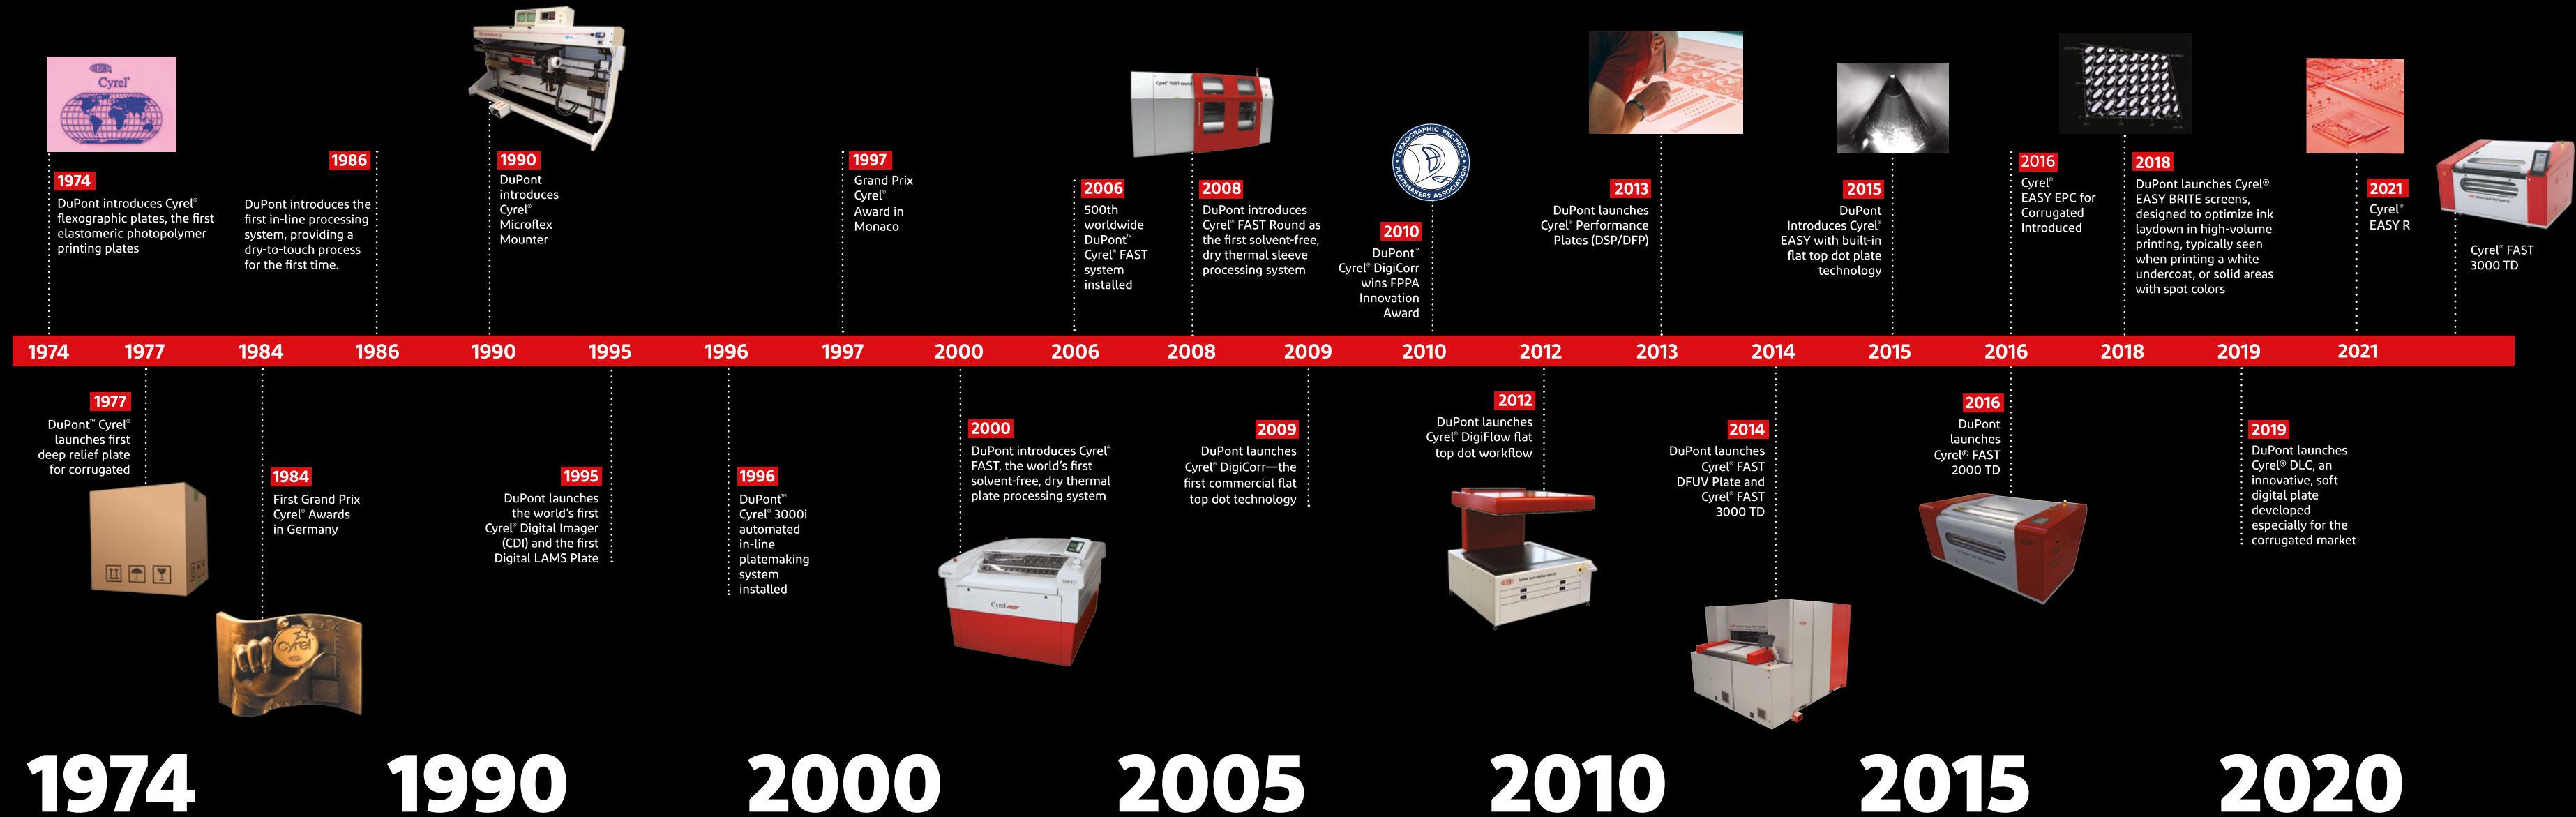 Cyrel®
1974
DuPont introduces Cyrel®
flexographic plates, the first
elastomeric photopolymer
printing plates
1986
DuPont introduces the
first in-line processing
system, providing a
dry-to-touch process
for the first time.
1990
DuPont
introduces
Cyrel®
Microflex
Mounter
1997
Grand Prix
Cyrel®
Award in
Monaco
2006
500th
worldwide
DuPont™
Cyrel® FAST
system
installed
Cyrel® FAST round
2008
DuPont introduces
Cyrel® FAST Round as
the first solvent-free,
dry thermal sleeve
processing system
FLEXOGRAPHIC PRE-PRESS
PLATEMAKERS ASSOCIATION
2010
DuPont™
Cyrel® DigiCorr
wins FPPA
Innovation
Award
2013
DuPont launches
Cyrel® Performance
Plates (DSP/DFP)
2015
DuPont
Introduces Cyrel®
EASY with built-in
flat top dot plate
technology
2016
Cyrel®
EASY EPC for
Corrugated
Introduced
2018
DuPont launches Cyrel®
EASY BRITE screens,
designed to optimize ink
laydown in high-volume
printing, typically seen
when printing a white
undercoat, or solid areas
with spot colors
2021
Cyrel®
EASY R
Cyrel® FAST
3000 TD
1974 1977 1984 1986 1990 1995 1996 1997 2000 2006 2008 2009 2010 2012 2013 2014 2015 2016 2018 2019 2021
1977
DuPont™ Cyrel®
launches first
deep relief plate
for corrugated
1984
First Grand Prix
Cyrel® Awards
in Germany
Cyrel
1995
DuPont launches
the world's first
Cyrel® Digital Imager
(CDI) and the first
Digital LAMS Plate
1996
DuPont™
Cyrel® 3000i
automated
in-line
platemaking
system
installed
2000
DuPont introduces Cyrel®
FAST, the world's first
solvent-free, dry thermal
plate processing system
Cyrel FAST
2009
DuPont launches
Cyrel® DigiCorr—the
first commercial flat
top dot technology
2012
DuPont launches
Cyrel® DigiFlow flat
top dot workflow
2014
DuPont launches
Cyrel® FAST
DFUV Plate and
Cyrel® FAST
3000 TD
2016
DuPont
launches
Cyrel® FAST
2000 TD
2019
DuPont launches
Cyrel® DLC, an
innovative, soft
digital plate
developed
especially for the
corrugated market
1974 1990 2000 2005 2010 2015 2020